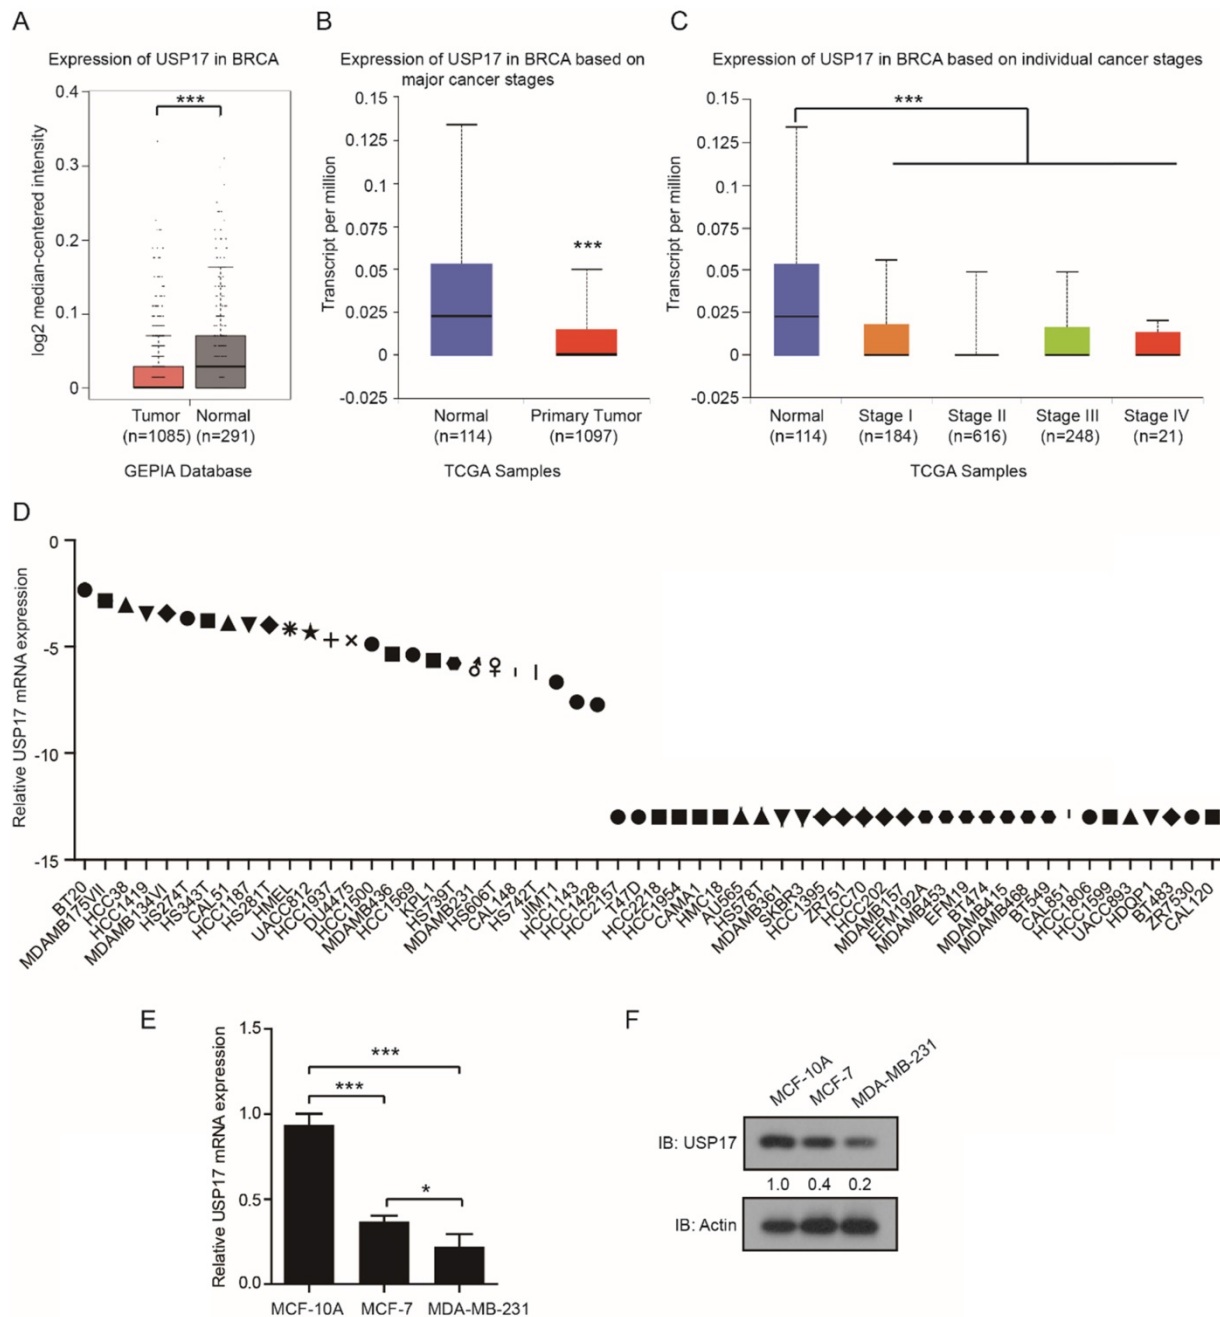 A
Expression of USP17 in BRCA
0.4
0.3
0.2
0.1
0
log2 median-centered intensity
***
Tumor Normal
(n=1085) (n=291)
GEPIA Database
B
Expression of USP17 in BRCA based on
major cancer stages
0.15
0.125
0.1
0.075
0.05
0.025
0
-0.025
Transcript per million
***
Normal Primary Tumor
(n=114) (n=1097)
TCGA Samples
C
Expression of USP17 in BRCA based on individual cancer stages
0.15
0.125
0.1
0.075
0.05
0.025
0
-0.025
Transcript per million
***
Normal Stage I Stage II Stage III Stage IV
(n=114) (n=184) (n=616) (n=248) (n=21)
TCGA Samples
D
0
-5
-10
-15
Relative USP17 mRNA expression
BT20
MDAMB175VII
HCC38
HCC1419
MDAMB134VI
HS274T
HS343T
CAL51
HCC1187
HS281T
HMEL
UACC812
HCC1937
DU4475
HCC1500
MDAMB436
HCC1569
KPL1
HS739T
MDAMB231
HS606T
CAL148
HS742T
JIMT1
HCC1143
HCC1428
HCC2157
T47D
HCC2218
HCC1954
CAMA1
HMC18
AU565
HS578T
MDAMB361
SKBR3
HCC1395
ZR751
HCC70
HCC202
MDAMB157
EFM192A
MDAMB453
EFM19
BT474
MDAMB415
MDAMB468
BT549
CAL851
HCC1806
HCC1599
UACC893
HDQP1
BT483
ZR7530
CAL120
E
1.5
1.0
0.5
0.0
Relative USP17 mRNA expression
***
***
*
MCF-10A MCF-7 MDA-MB-231
F
MCF-10A
MCF-7
MDA-MB-231
IB: USP17
1.0 0.4 0.2
IB: Actin